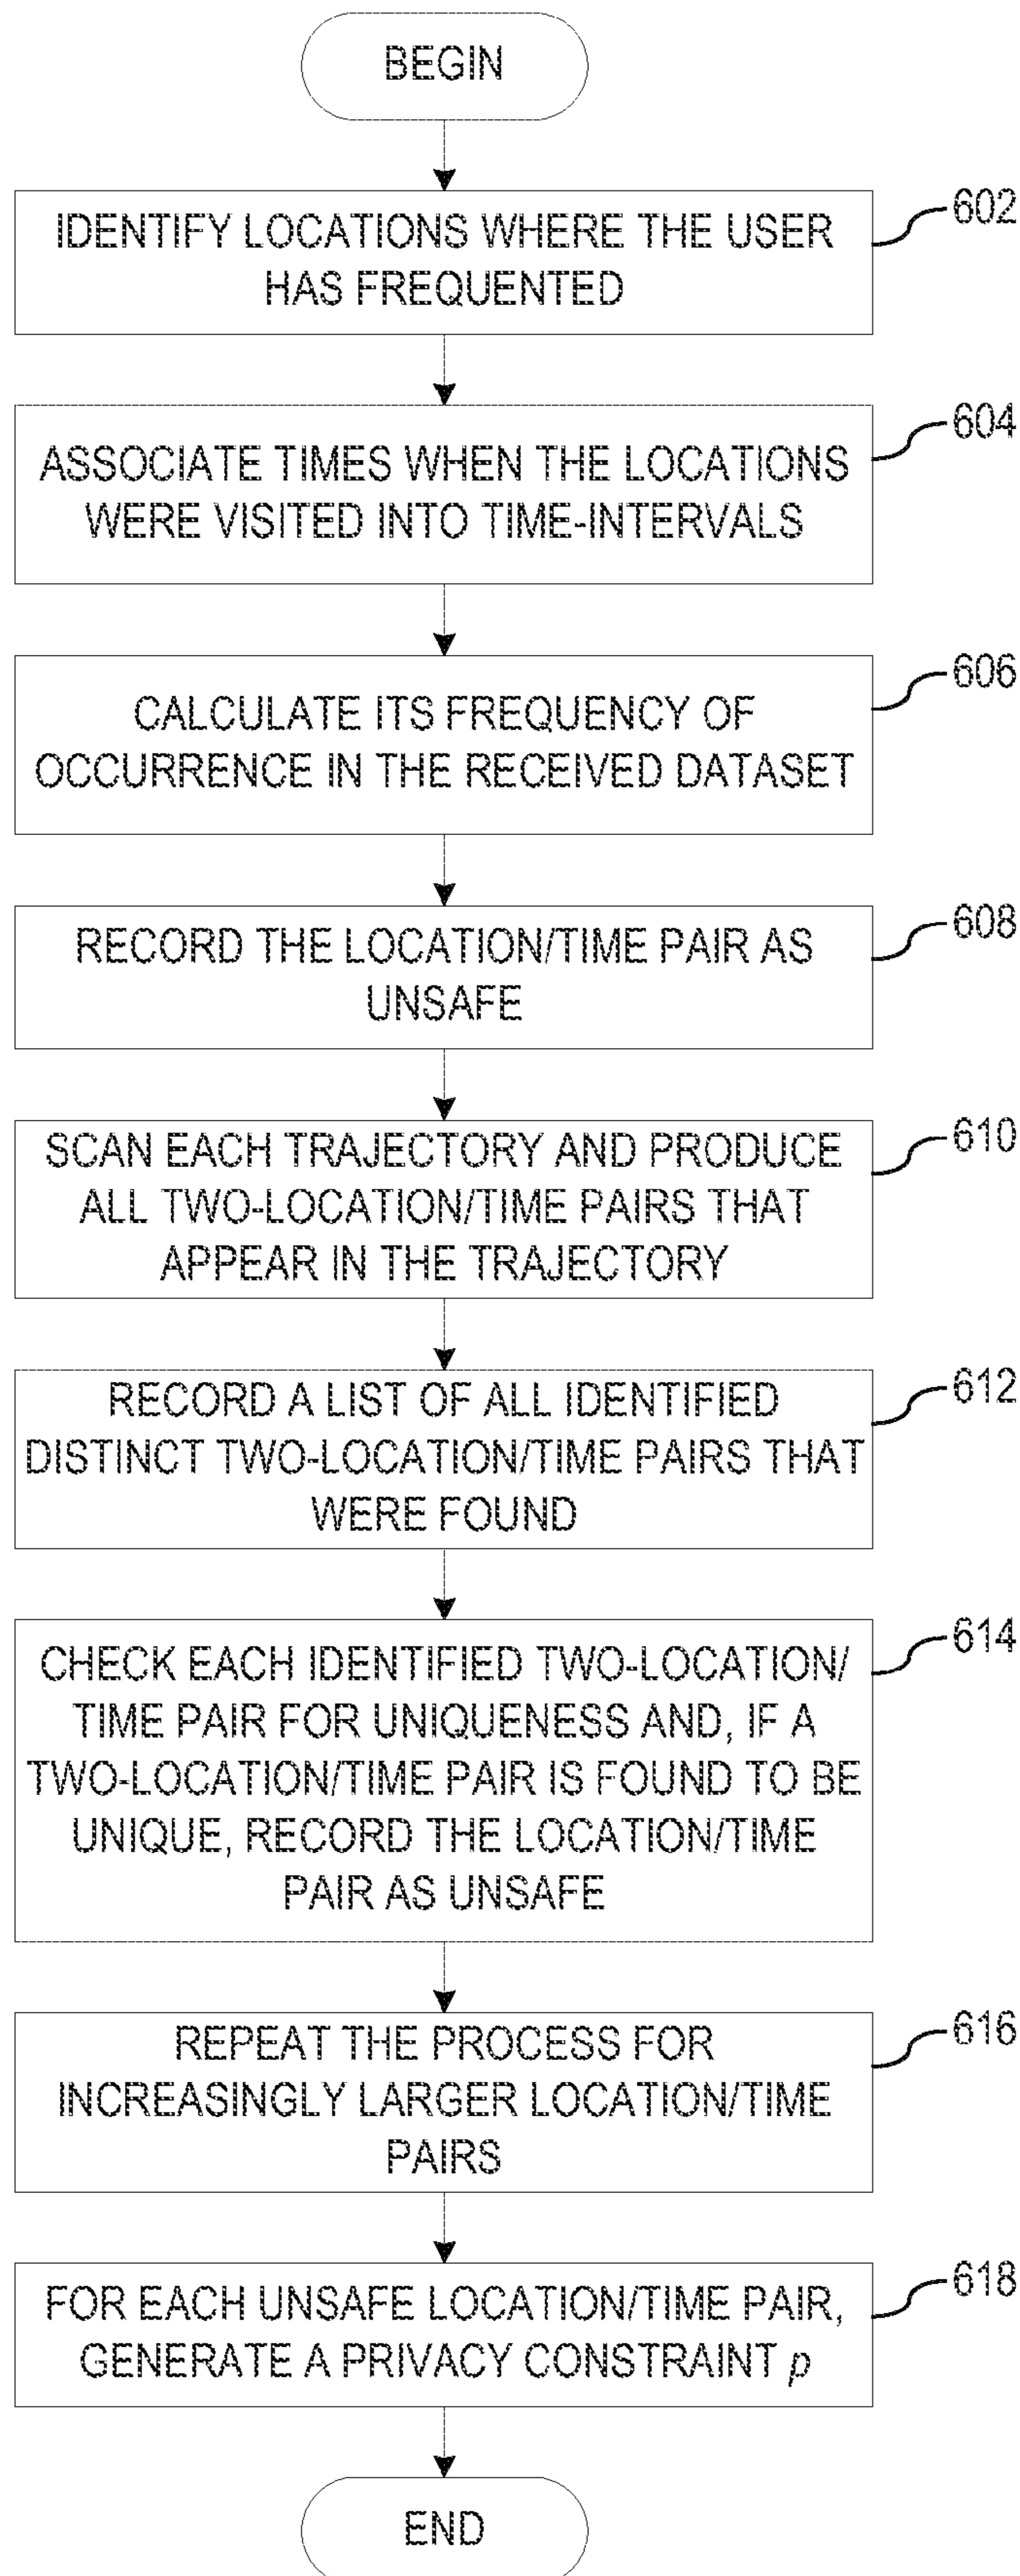 BEGIN
IDENTIFY LOCATIONS WHERE THE USER
HAS FREQUENTED
602
ASSOCIATE TIMES WHEN THE LOCATIONS
WERE VISITED INTO TIME-INTERVALS
604
CALCULATE ITS FREQUENCY OF
OCCURRENCE IN THE RECEIVED DATASET
606
RECORD THE LOCATION/TIME PAIR AS
UNSAFE
608
SCAN EACH TRAJECTORY AND PRODUCE
ALL TWO-LOCATION/TIME PAIRS THAT
APPEAR IN THE TRAJECTORY
610
RECORD A LIST OF ALL IDENTIFIED
DISTINCT TWO-LOCATION/TIME PAIRS THAT
WERE FOUND
612
CHECK EACH IDENTIFIED TWO-LOCATION/
TIME PAIR FOR UNIQUENESS AND, IF A
TWO-LOCATION/TIME PAIR IS FOUND TO BE
UNIQUE, RECORD THE LOCATION/TIME
PAIR AS UNSAFE
614
REPEAT THE PROCESS FOR
INCREASINGLY LARGER LOCATION/TIME
PAIRS
616
FOR EACH UNSAFE LOCATION/TIME PAIR,
GENERATE A PRIVACY CONSTRAINT p
618
END